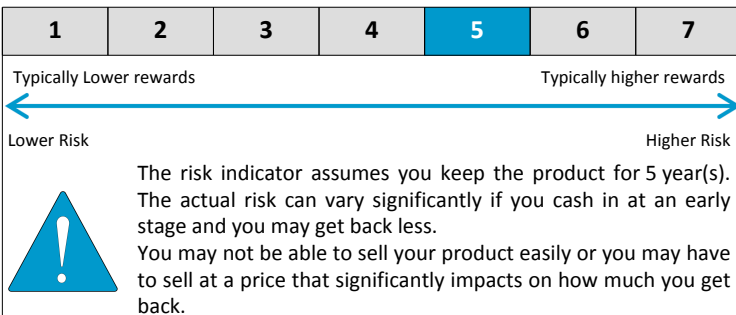 1 2 3 4 5 6 7
Typically Lower rewards Typically higher rewards
Lower Risk Higher Risk
The risk indicator assumes you keep the product for 5 year(s).
The actual risk can vary significantly if you cash in at an early
stage and you may get back less.
You may not be able to sell your product easily or you may have
to sell at a price that significantly impacts on how much you get
back.